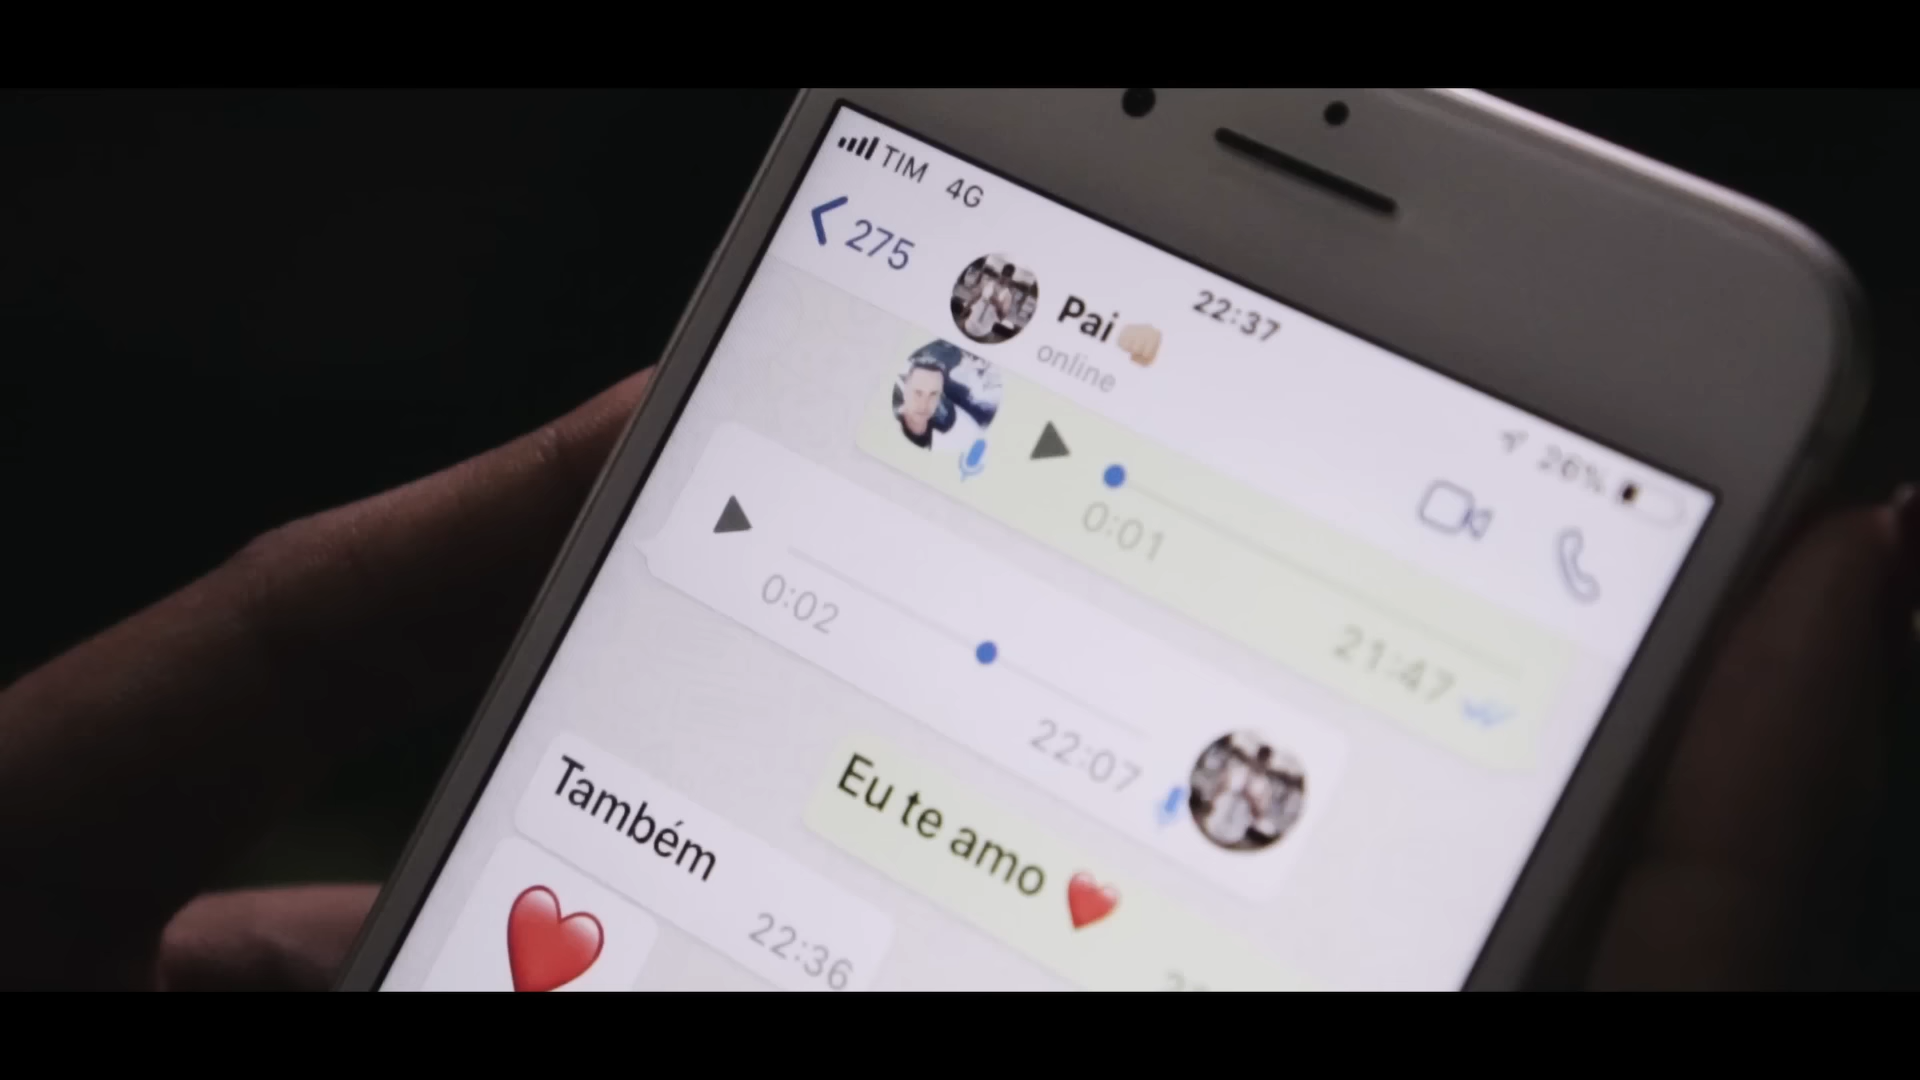 TIM 4G 22:37 26%
275 Pai👊🏼
online
0:01 21:47
0:02 22:07
Eu te amo ❤️
Também 22:36
❤️